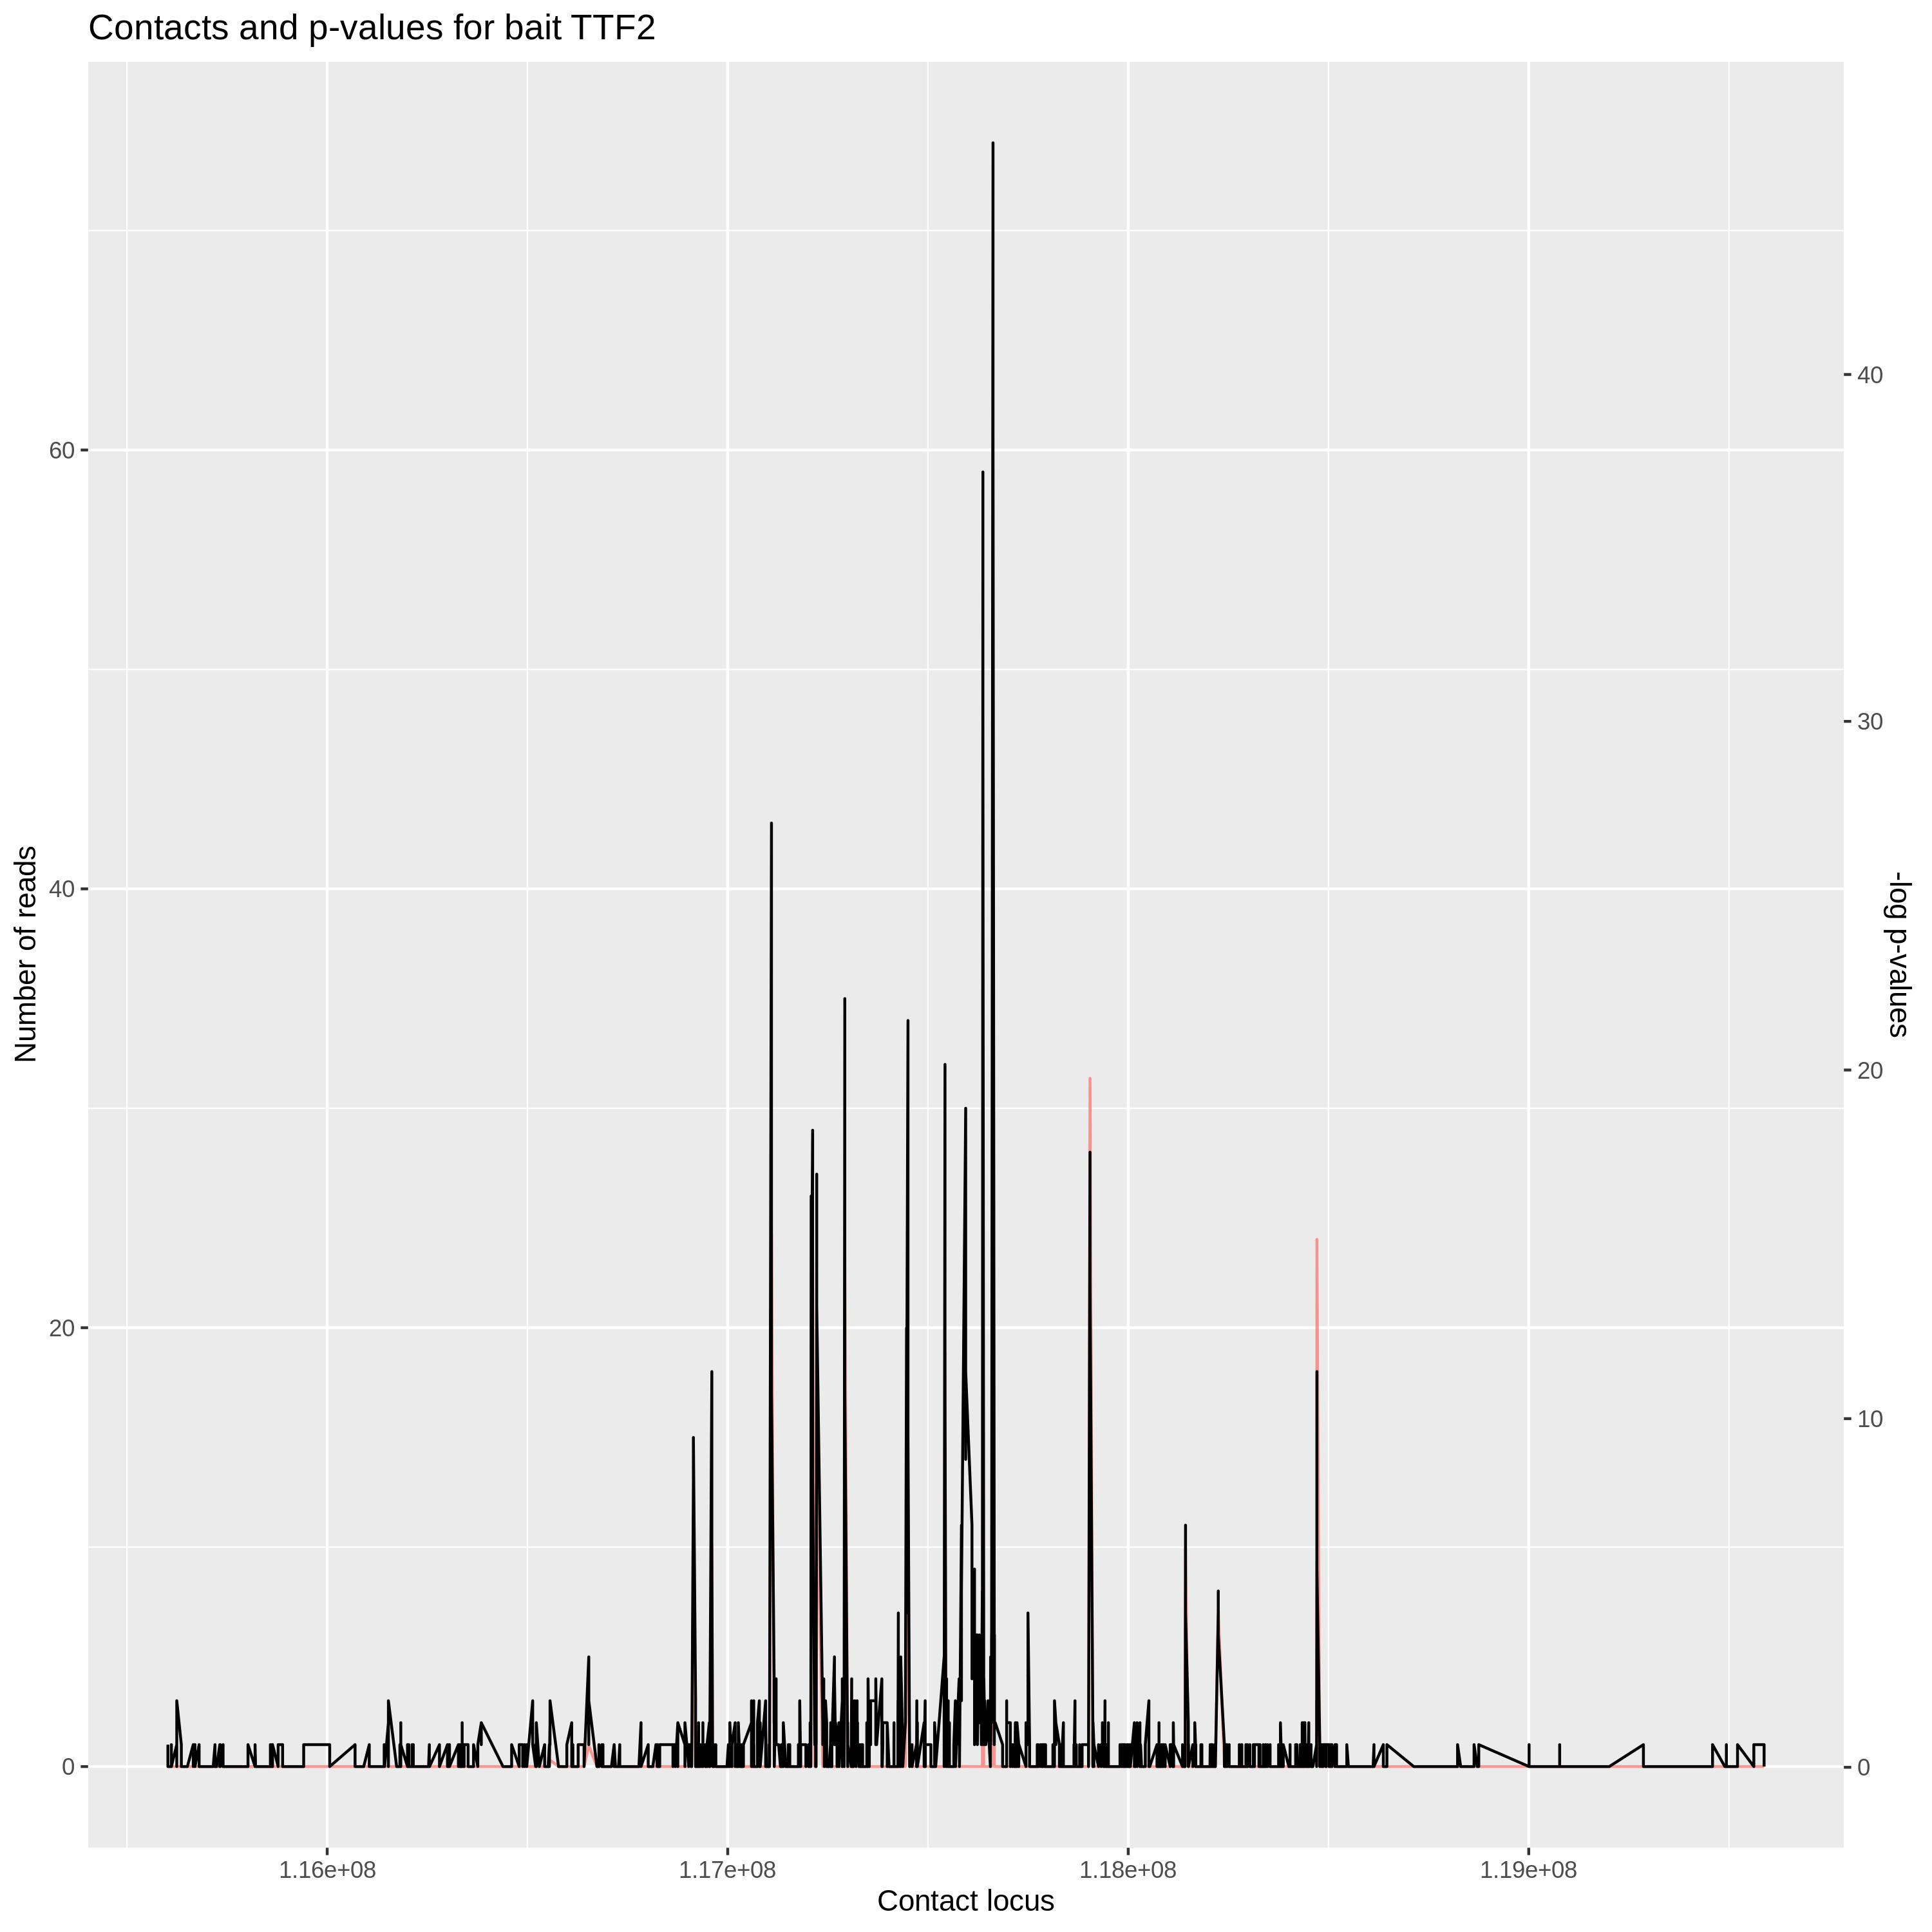 Contacts and p-values for bait TTF2
Number of reads
60
40
20
0
40
30
20
10
0
-log p-values
1.16e+08
1.17e+08
1.18e+08
1.19e+08
Contact locus